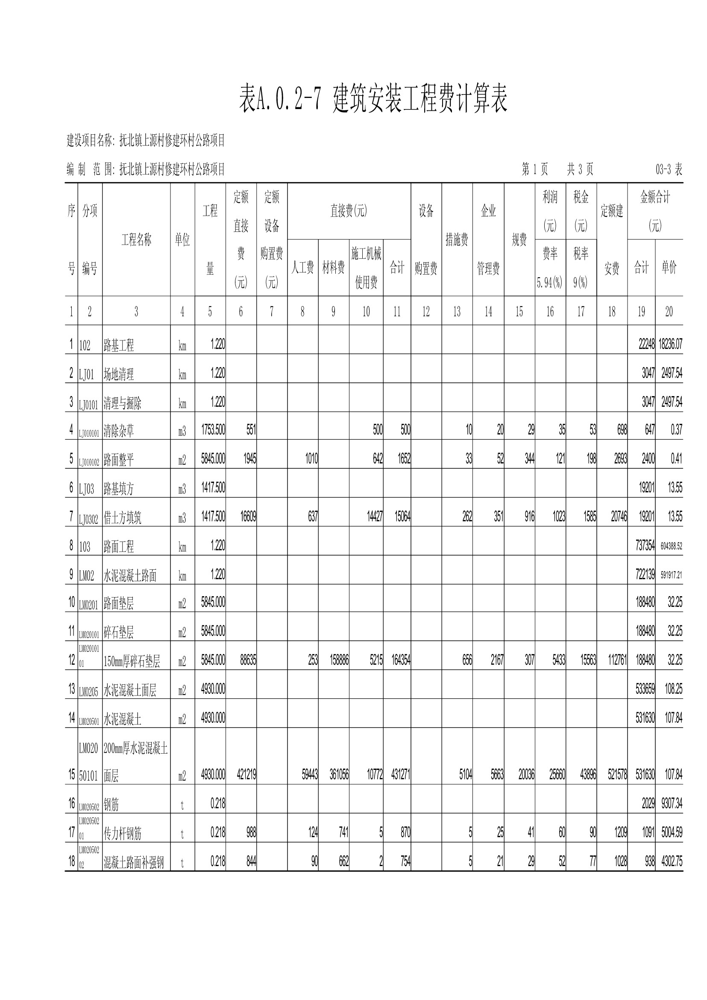 表A.0.2-7 建筑安装工程费计算表
建设项目名称: 抚北镇上源村修建环村公路项目
编 制 范 围: 抚北镇上源村修建环村公路项目 第 1 页 共 3 页 03-3 表
序号 分项编号 工程名称 单位 工程量 定额直接费(元) 定额设备购置费(元) 直接费(元) 设备购置费 措施费 企业管理费 规费 利润(元) 税金(元) 定额建安费 金额合计(元)
人工费 材料费 施工机械使用费 合计 费率5.94(%) 税率9(%) 合计 单价
1 2 3 4 5 6 7 8 9 10 11 12 13 14 15 16 17 18 19 20
1 102 路基工程 km 1.220 22248 18236.07
2 LJ01 场地清理 km 1.220 3047 2497.54
3 LJ0101 清理与掘除 km 1.220 3047 2497.54
4 LJ010101 清除杂草 m3 1753.500 551 500 500 10 20 29 35 53 698 647 0.37
5 LJ010102 路面整平 m2 5845.000 1945 1010 642 1652 33 52 344 121 198 2693 2400 0.41
6 LJ03 路基填方 m3 1417.500 19201 13.55
7 LJ0302 借土方填筑 m3 1417.500 16609 637 14427 15064 262 351 916 1023 1585 20746 19201 13.55
8 103 路面工程 km 1.220 737354 604388.52
9 LM02 水泥混凝土路面 km 1.220 722139 591917.21
10 LM0201 路面垫层 m2 5845.000 188480 32.25
11 LM020101 碎石垫层 m2 5845.000 188480 32.25
12 LM02010101 150mm厚碎石垫层 m2 5845.000 88635 253 158886 5215 164354 656 2167 307 5433 15563 112761 188480 32.25
13 LM0205 水泥混凝土面层 m2 4930.000 533659 108.25
14 LM020501 水泥混凝土 m2 4930.000 531630 107.84
15 LM02050101 200mm厚水泥混凝土面层 m2 4930.000 421219 59443 361056 10772 431271 5104 5663 20036 25660 43896 521578 531630 107.84
16 LM020502 钢筋 t 0.218 2029 9307.34
17 LM02050201 传力杆钢筋 t 0.218 988 124 741 5 870 5 25 41 60 90 1209 1091 5004.59
18 LM02050202 混凝土路面补强钢 t 0.218 844 90 662 2 754 5 21 29 52 77 1028 938 4302.75